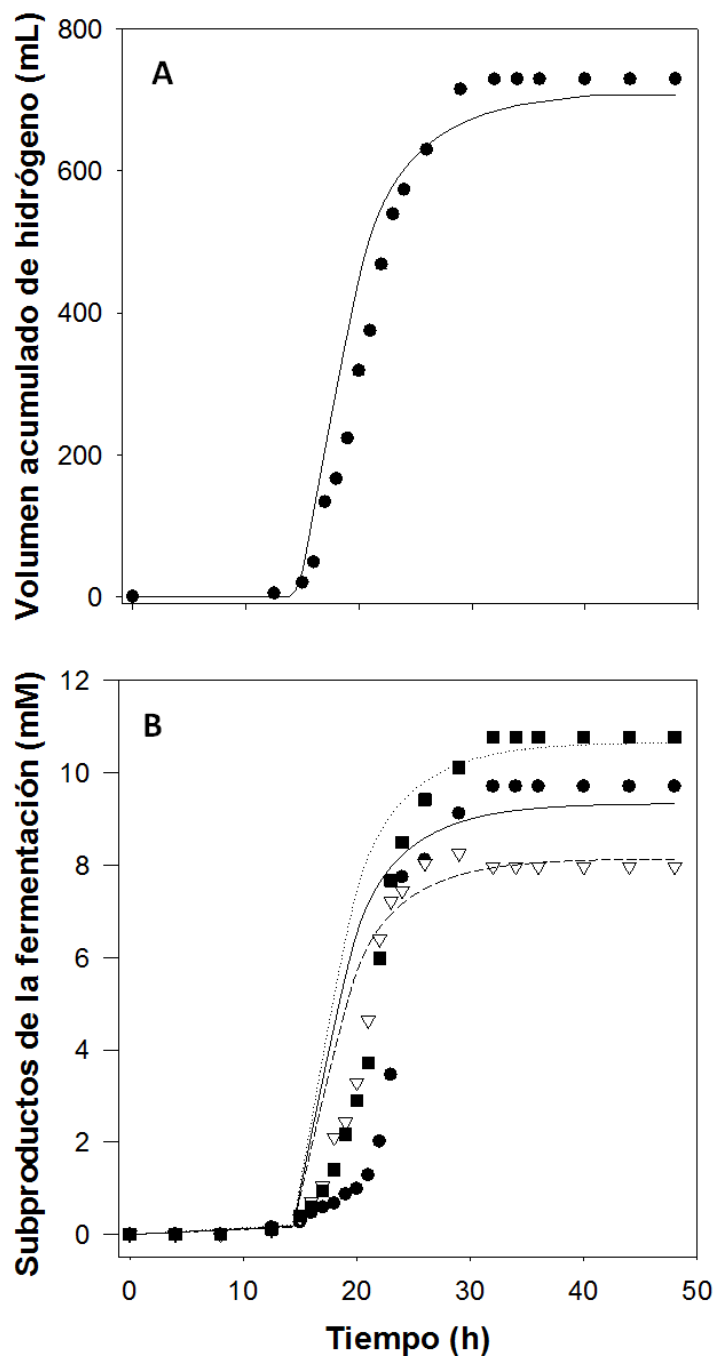 Volumen acumulado de hidrógeno (mL)
800
600
400
200
0
A
Subproductos de la fermentación (mM)
12
10
8
6
4
2
0
B
0 10 20 30 40 50
Tiempo (h)